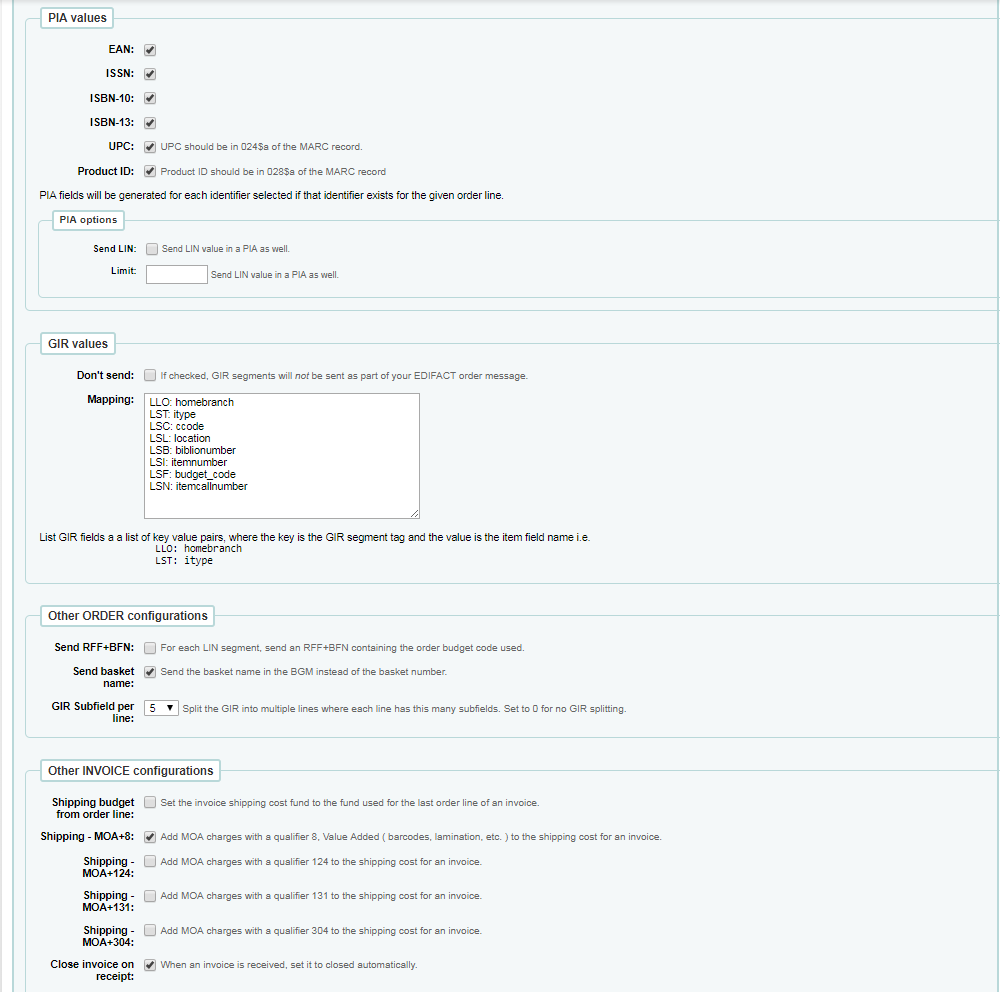 PIA values
EAN:
ISSN:
ISBN-10:
ISBN-13:
UPC: UPC should be in 024$a of the MARC record.
Product ID: Product ID should be in 028$a of the MARC record
PIA fields will be generated for each identifier selected if that identifier exists for the given order line.
PIA options
Send LIN: Send LIN value in a PIA as well.
Limit: Send LIN value in a PIA as well.
GIR values
Don't send: If checked, GIR segments will not be sent as part of your EDIFACT order message.
Mapping:
LLO: homebranch
LST: itype
LSC: ccode
LSL: location
LSB: biblionumber
LSI: itemnumber
LSF: budget_code
LSN: itemcallnumber
List GIR fields a a list of key value pairs, where the key is the GIR segment tag and the value is the item field name i.e.
LLO: homebranch
LST: itype
Other ORDER configurations
Send RFF+BFN: For each LIN segment, send an RFF+BFN containing the order budget code used.
Send basket name: Send the basket name in the BGM instead of the basket number.
GIR Subfield per line: 5 Split the GIR into multiple lines where each line has this many subfields. Set to 0 for no GIR splitting.
Other INVOICE configurations
Shipping budget from order line: Set the invoice shipping cost fund to the fund used for the last order line of an invoice.
Shipping - MOA+8: Add MOA charges with a qualifier 8, Value Added ( barcodes, lamination, etc. ) to the shipping cost for an invoice.
Shipping - MOA+124: Add MOA charges with a qualifier 124 to the shipping cost for an invoice.
Shipping - MOA+131: Add MOA charges with a qualifier 131 to the shipping cost for an invoice.
Shipping - MOA+304: Add MOA charges with a qualifier 304 to the shipping cost for an invoice.
Close invoice on receipt: When an invoice is received, set it to closed automatically.